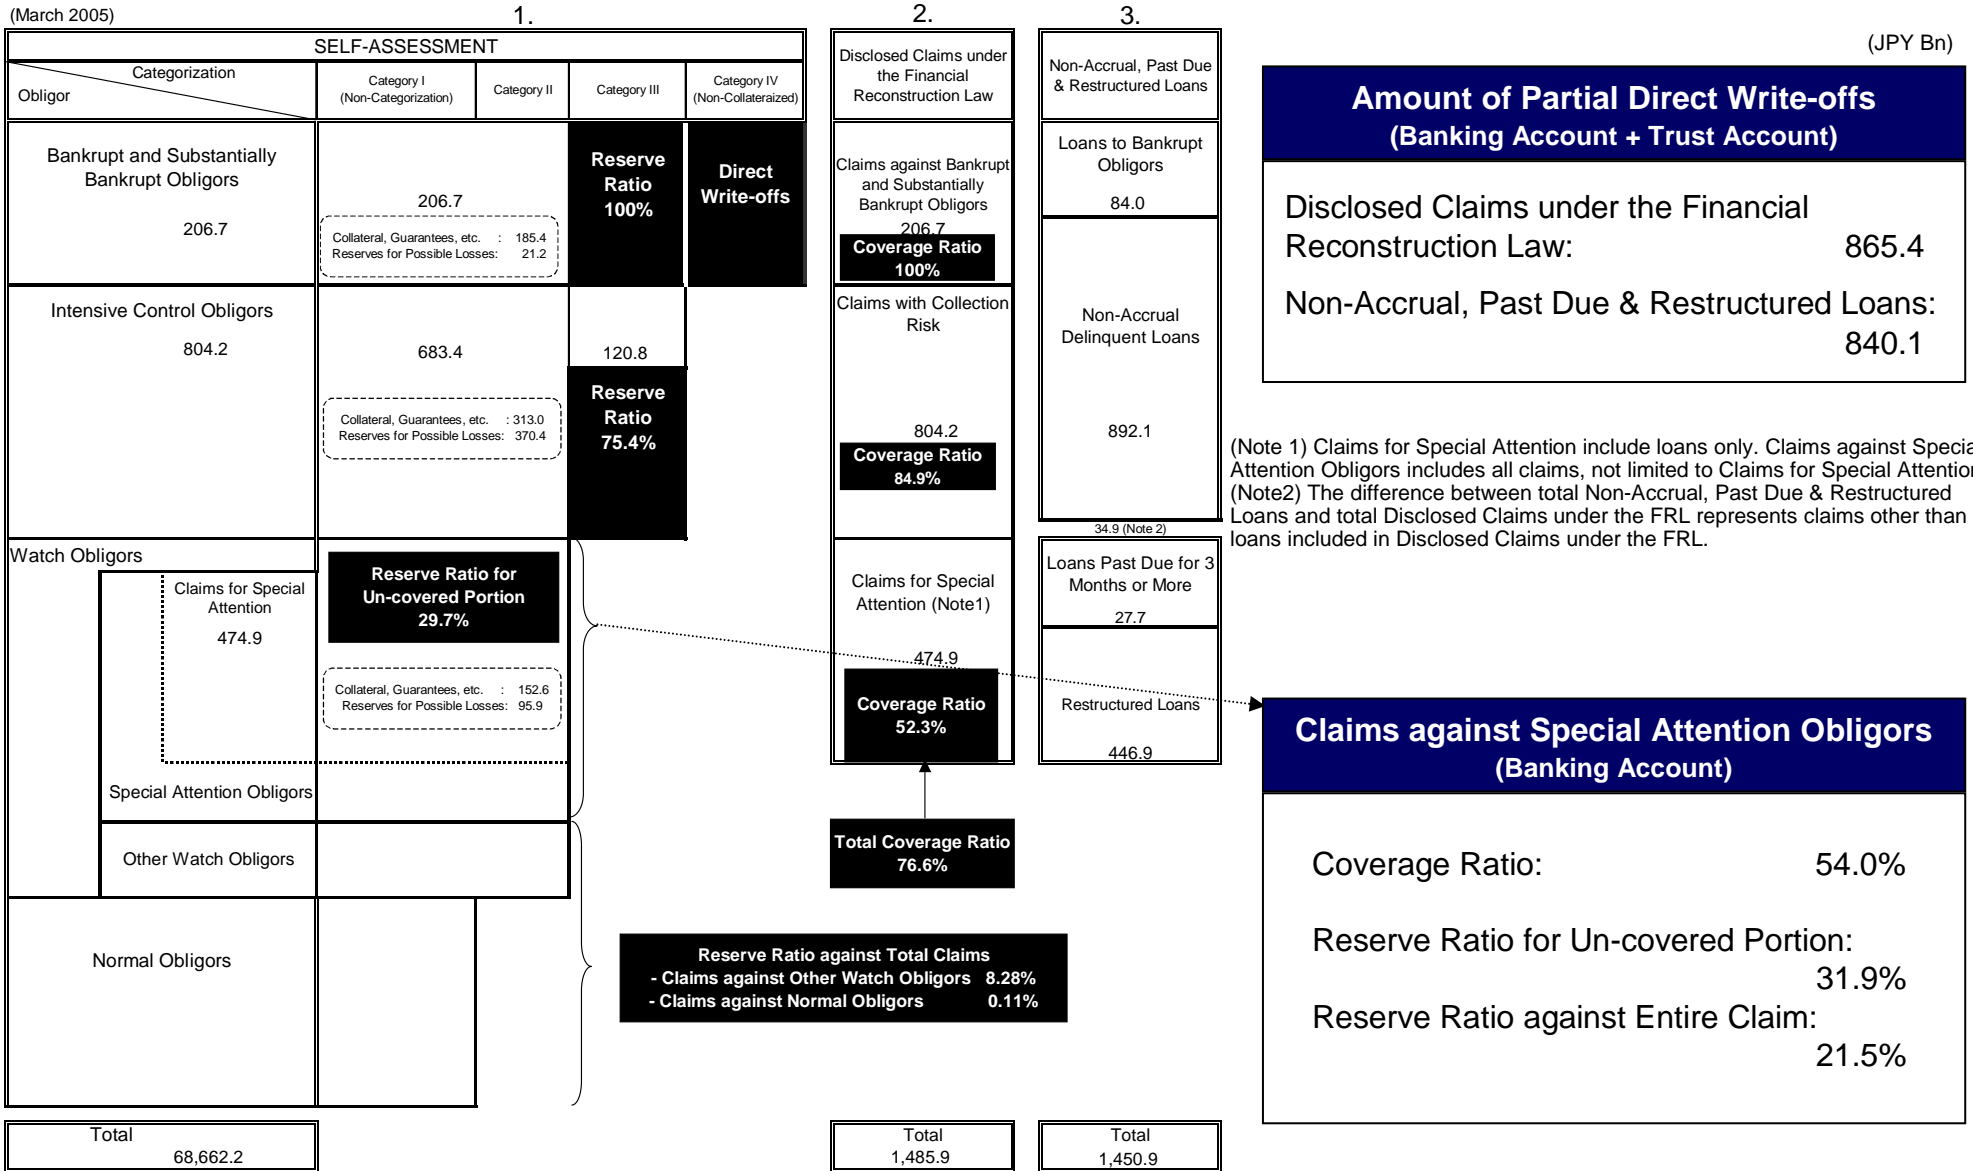 (March 2005)
1.
2.
3.
(JPY Bn)
SELF-ASSESSMENT
Categorization
Obligor
Category I
(Non-Categorization)
Category II
Category III
Category IV
(Non-Collateraized)
Bankrupt and Substantially
Bankrupt Obligors
206.7
206.7
Collateral, Guarantees, etc. : 185.4
Reserves for Possible Losses: 21.2
Reserve
Ratio
100%
Direct
Write-offs
Intensive Control Obligors
804.2
683.4
120.8
Collateral, Guarantees, etc. : 313.0
Reserves for Possible Losses: 370.4
Reserve
Ratio
75.4%
Watch Obligors
Claims for Special
Attention
474.9
Reserve Ratio for
Un-covered Portion
29.7%
Collateral, Guarantees, etc. : 152.6
Reserves for Possible Losses: 95.9
Special Attention Obligors
Other Watch Obligors
Normal Obligors
Reserve Ratio against Total Claims
- Claims against Other Watch Obligors 8.28%
- Claims against Normal Obligors 0.11%
Total
68,662.2
Disclosed Claims under
the Financial
Reconstruction Law
Claims against Bankrupt
and Substantially
Bankrupt Obligors
206.7
Coverage Ratio
100%
Claims with Collection
Risk
804.2
Coverage Ratio
84.9%
Claims for Special
Attention (Note1)
474.9
Coverage Ratio
52.3%
Total Coverage Ratio
76.6%
Total
1,485.9
Non-Accrual, Past Due
& Restructured Loans
Loans to Bankrupt
Obligors
84.0
Non-Accrual
Delinquent Loans
892.1
34.9 (Note 2)
Loans Past Due for 3
Months or More
27.7
Restructured Loans
446.9
Total
1,450.9
Amount of Partial Direct Write-offs
(Banking Account + Trust Account)
Disclosed Claims under the Financial
Reconstruction Law: 865.4
Non-Accrual, Past Due & Restructured Loans:
840.1
(Note 1) Claims for Special Attention include loans only. Claims against Specia
Attention Obligors includes all claims, not limited to Claims for Special Attention
(Note2) The difference between total Non-Accrual, Past Due & Restructured
Loans and total Disclosed Claims under the FRL represents claims other than
loans included in Disclosed Claims under the FRL.
Claims against Special Attention Obligors
(Banking Account)
Coverage Ratio: 54.0%
Reserve Ratio for Un-covered Portion:
31.9%
Reserve Ratio against Entire Claim:
21.5%